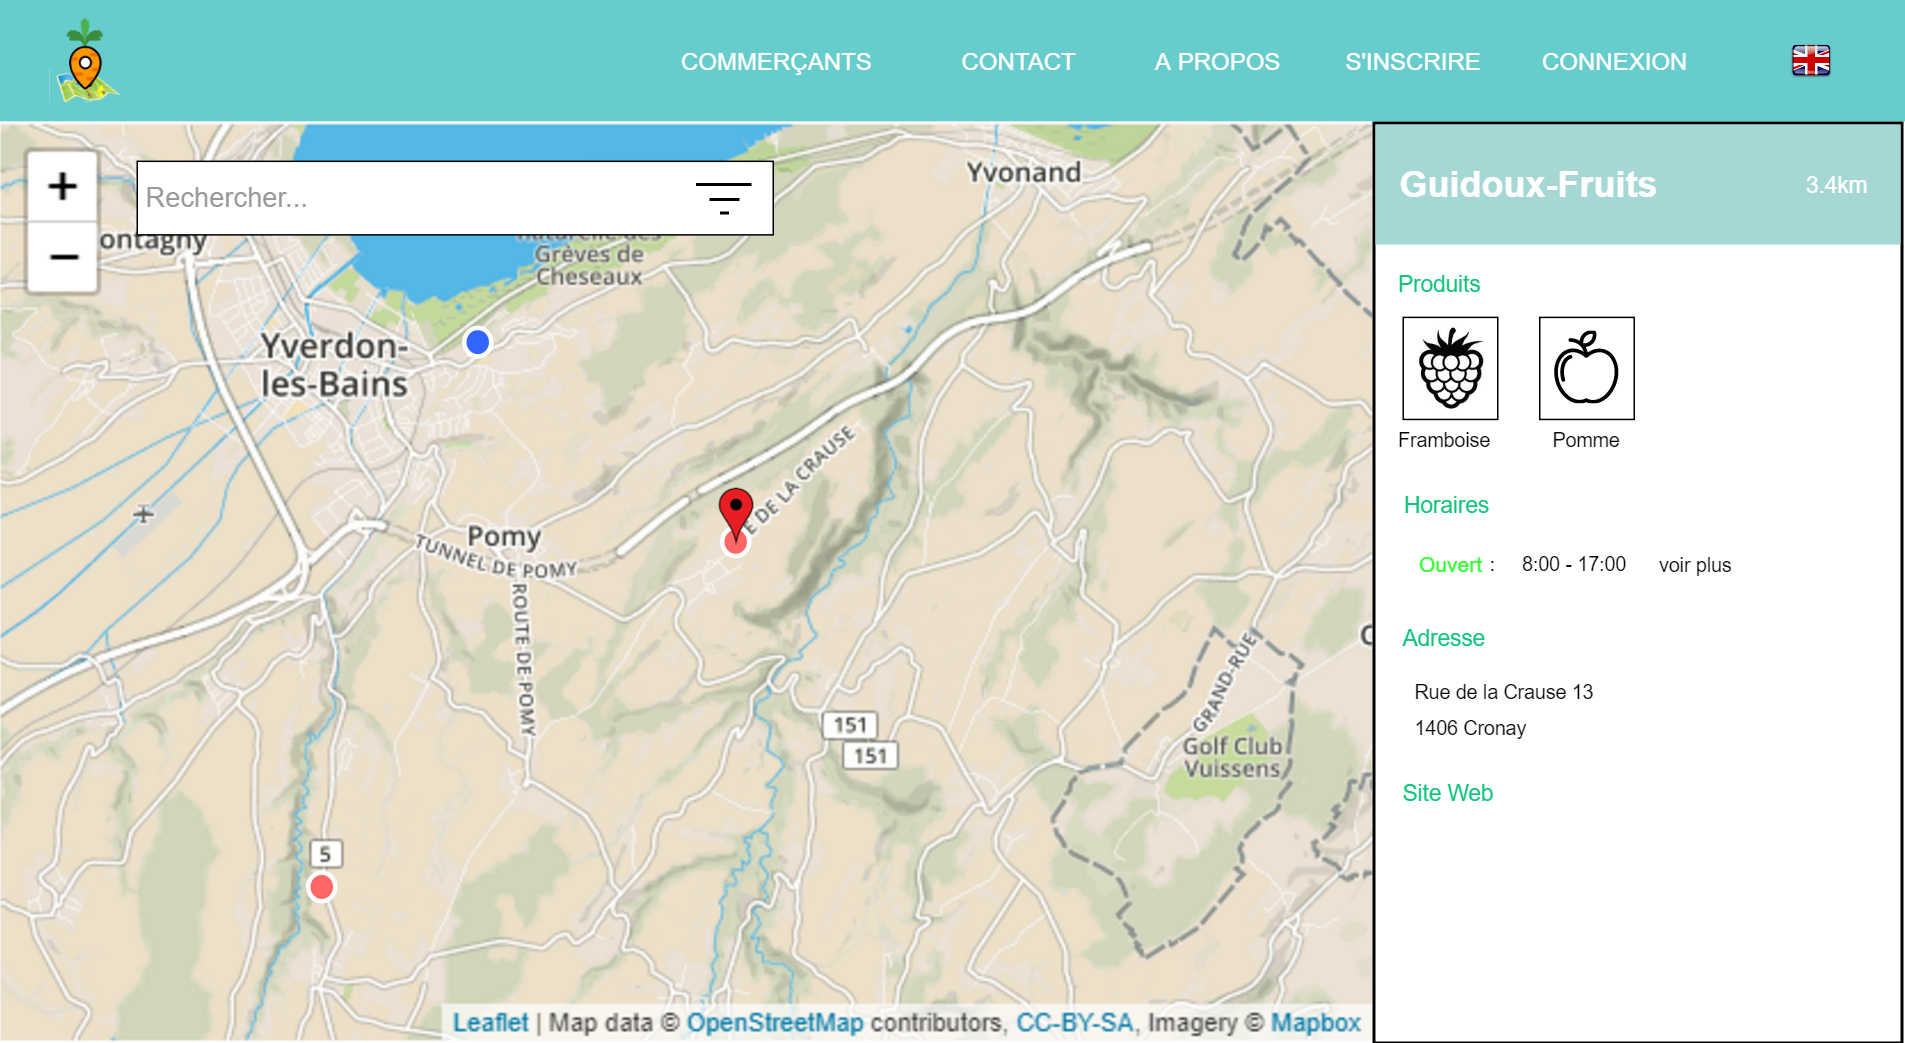 COMMERÇANTS CONTACT A PROPOS S'INSCRIRE CONNEXION
+
Rechercher...
−
ontagny
naturelle des
Grèves de
Cheseaux
Yvonand
Yverdon-
les-Bains
Pomy
TUNNEL DE POMY
ROUTE DE POMY
E DE LA CRAUSE
151
151
GRAND-RUE
Golf Club
Vuissens
5
Leaflet | Map data © OpenStreetMap contributors, CC-BY-SA, Imagery © Mapbox
Guidoux-Fruits 3.4km
Produits
Framboise Pomme
Horaires
Ouvert : 8:00 - 17:00 voir plus
Adresse
Rue de la Crause 13
1406 Cronay
Site Web